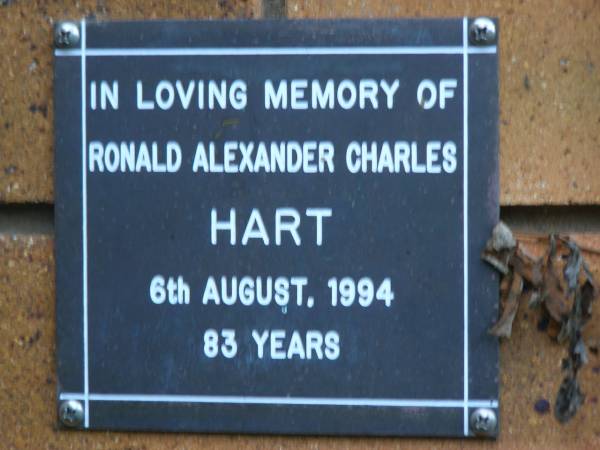 IN LOVING MEMORY OF
RONALD ALEXANDER CHARLES
HART
6th AUGUST, 1994
83 YEARS